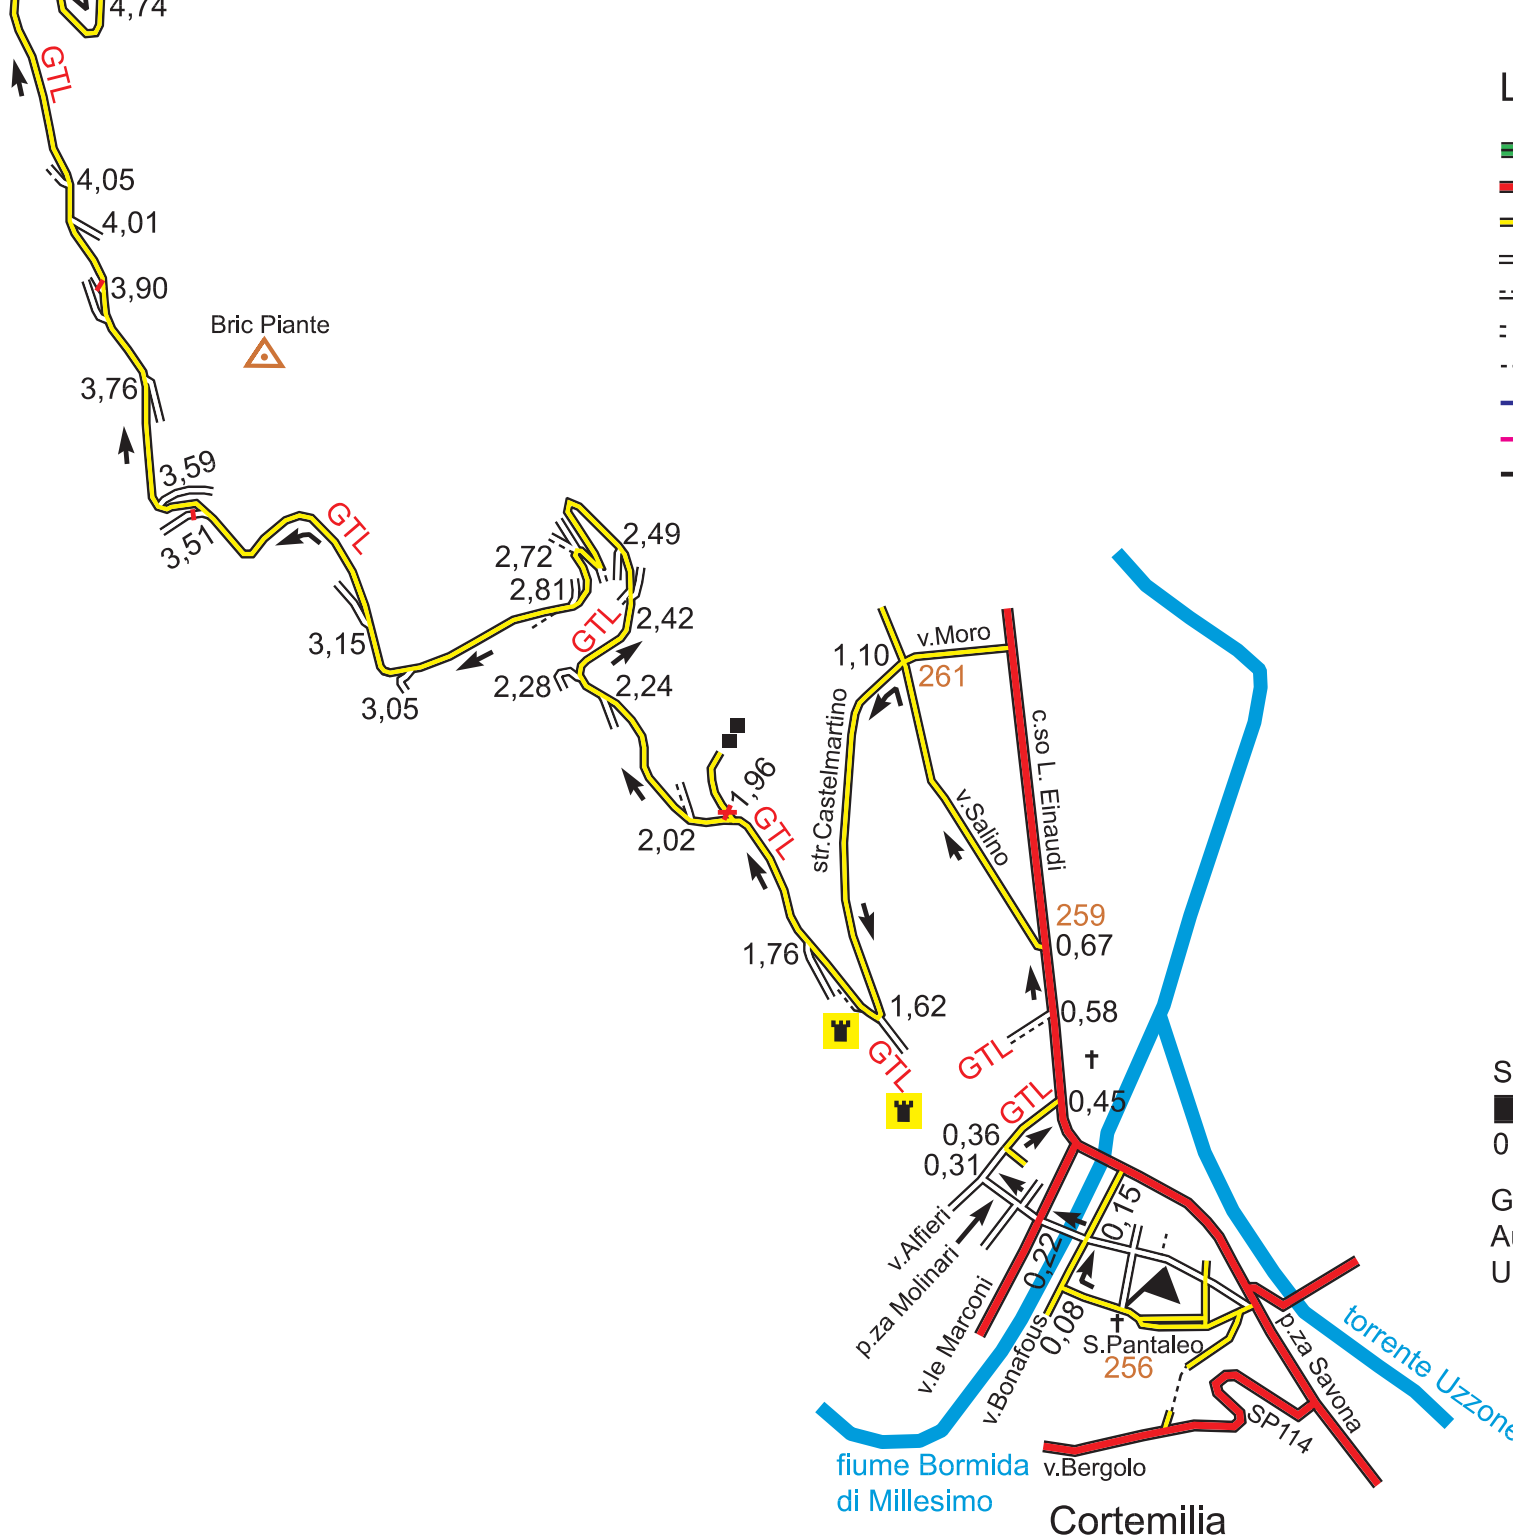 4,74
GTL
4,05
4,01
3,90
Bric Piante
3,76
3,59
3,51
GTL
3,15
3,05
2,72
2,81
2,49
2,42
GTL
2,28
2,24
1,96
GTL
2,02
1,76
1,62
GTL
1,10
v.Moro
261
str.Castelmartino
v.Salino
c.so L. Einaudi
259
0,67
0,58
GTL
GTL
0,45
0,36
0,31
v.Alfieri
p.za Molinari
v.le Marconi
0,22
0,15
v.Bonafous
0,08
S.Pantaleo
256
p.za Savona
SP114
v.Bergolo
torrente Uzzone
fiume Bormida
di Millesimo
Cortemilia
L
S
0
G
Au
U